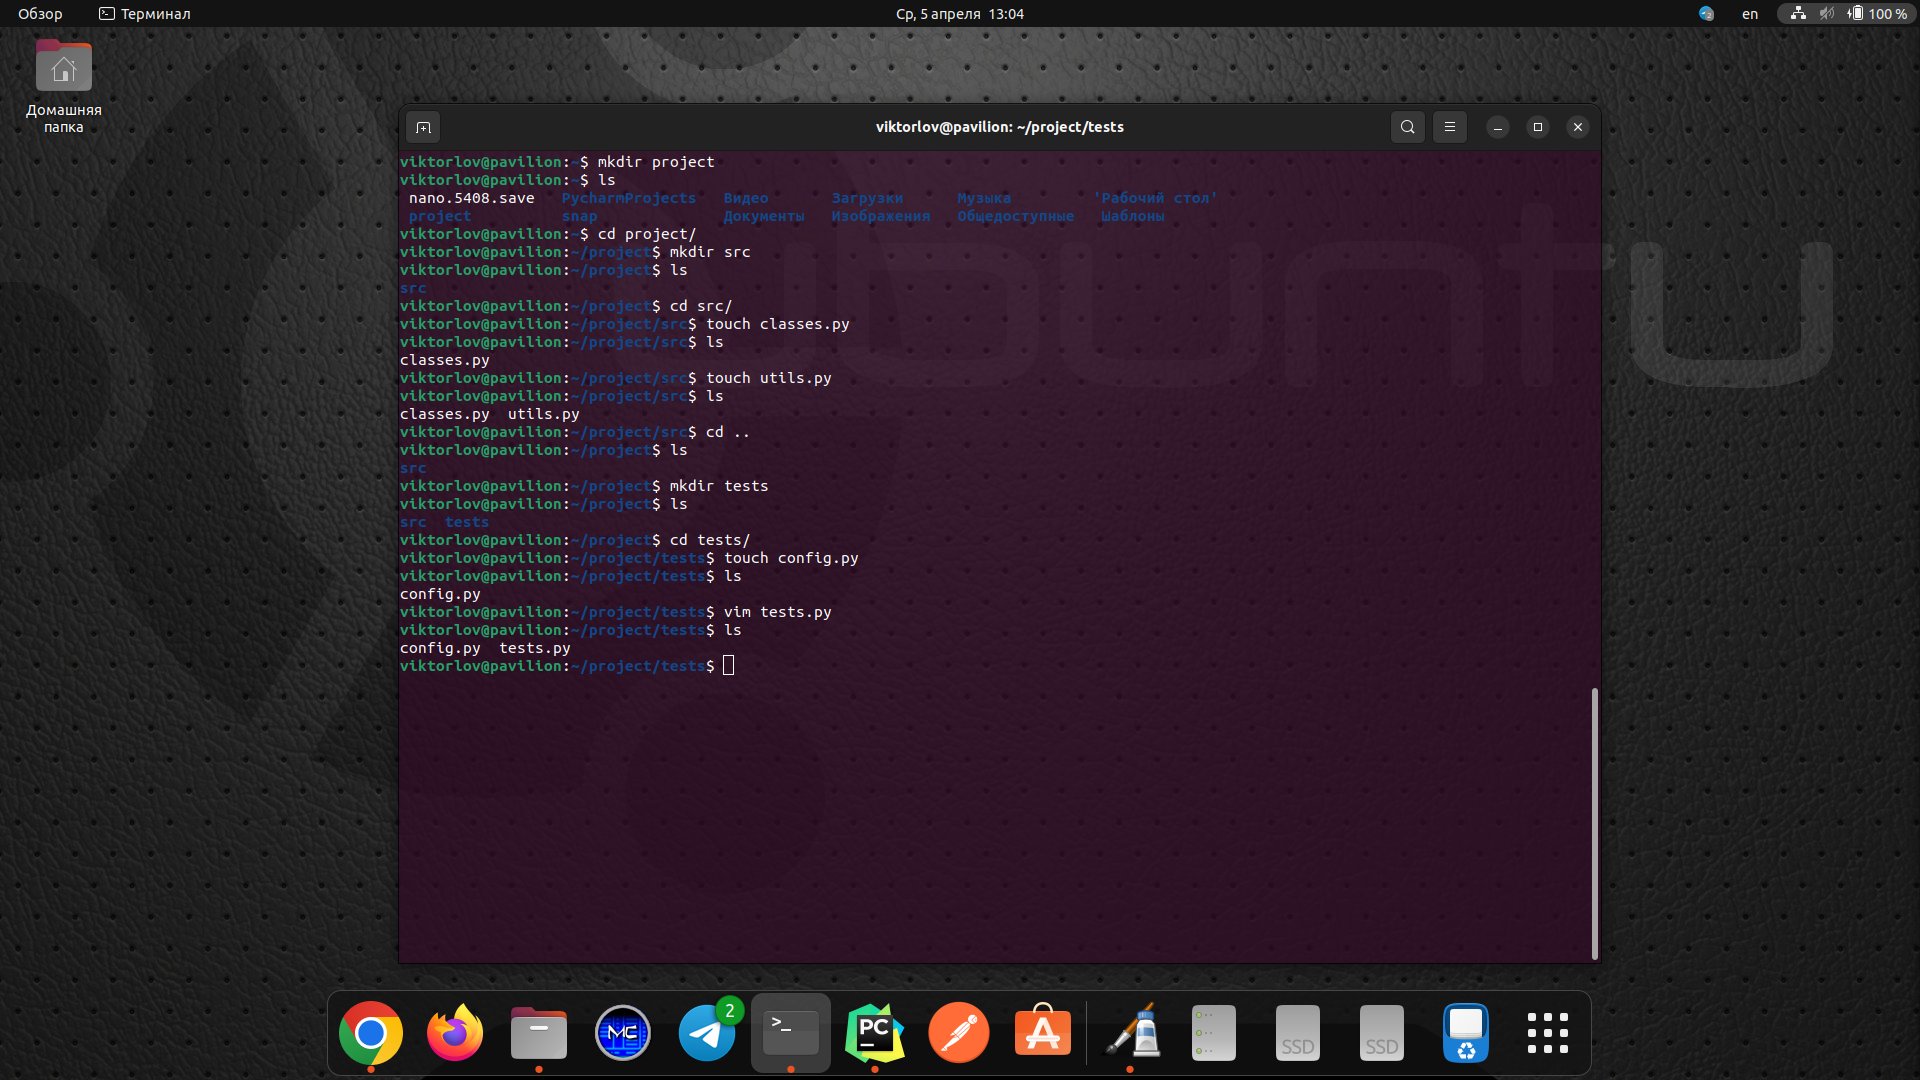 Обзор Терминал Ср, 5 апреля 13:04 en 100 %
Домашняя
папка
viktorlov@pavilion: ~/project/tests
viktorlov@pavilion:~$ mkdir project
viktorlov@pavilion:~$ ls
nano.5408.save PycharmProjects Видео Загрузки Музыка 'Рабочий стол'
project snap Документы Изображения Общедоступные Шаблоны
viktorlov@pavilion:~$ cd project/
viktorlov@pavilion:~/project$ mkdir src
viktorlov@pavilion:~/project$ ls
src
viktorlov@pavilion:~/project$ cd src/
viktorlov@pavilion:~/project/src$ touch classes.py
viktorlov@pavilion:~/project/src$ ls
classes.py
viktorlov@pavilion:~/project/src$ touch utils.py
viktorlov@pavilion:~/project/src$ ls
classes.py utils.py
viktorlov@pavilion:~/project/src$ cd ..
viktorlov@pavilion:~/project$ ls
src
viktorlov@pavilion:~/project$ mkdir tests
viktorlov@pavilion:~/project$ ls
src tests
viktorlov@pavilion:~/project$ cd tests/
viktorlov@pavilion:~/project/tests$ touch config.py
viktorlov@pavilion:~/project/tests$ ls
config.py
viktorlov@pavilion:~/project/tests$ vim tests.py
viktorlov@pavilion:~/project/tests$ ls
config.py tests.py
viktorlov@pavilion:~/project/tests$
ubuntu
MC 2 >_ PC A SSD SSD